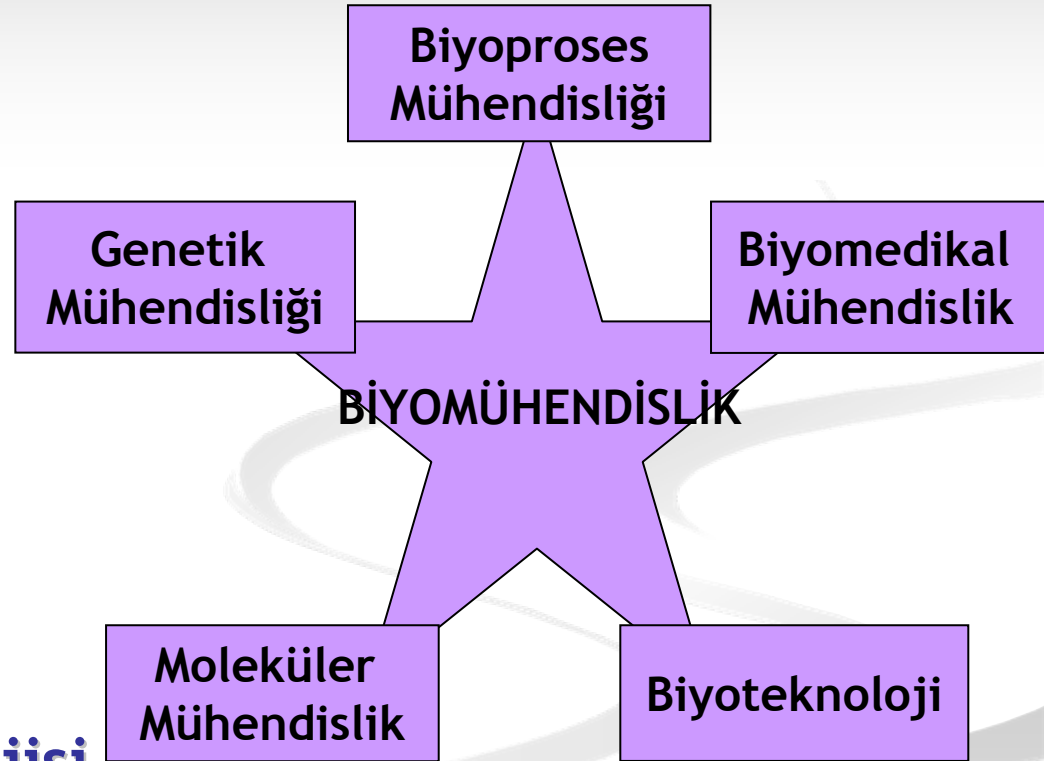 Biyoproses
Mühendisliği
Genetik
Mühendisliği
Biyomedikal
Mühendislik
BİYOMÜHENDİSLİK
Moleküler
Mühendislik
Biyoteknoloji